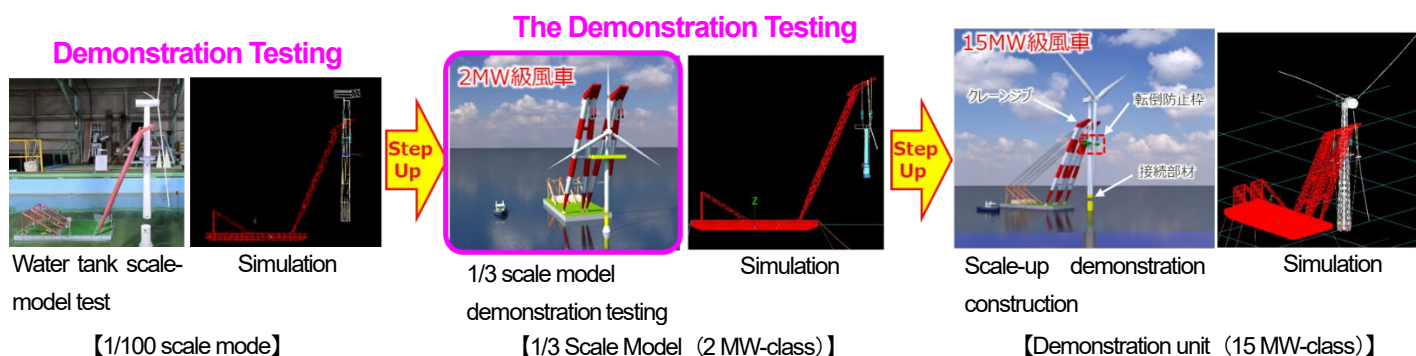 The Demonstration Testing
Demonstration Testing
2MW級風車
15MW級風車
クレーンジブ
転倒防止枠
接続部材
Step
Up
Step
Up
Z
Water tank scale-
model test
Simulation
1/3 scale model
demonstration testing
Simulation
Scale-up demonstration
construction
Simulation
【1/100 scale mode】
【1/3 Scale Model（2 MW-class）】
【Demonstration unit（15 MW-class）】